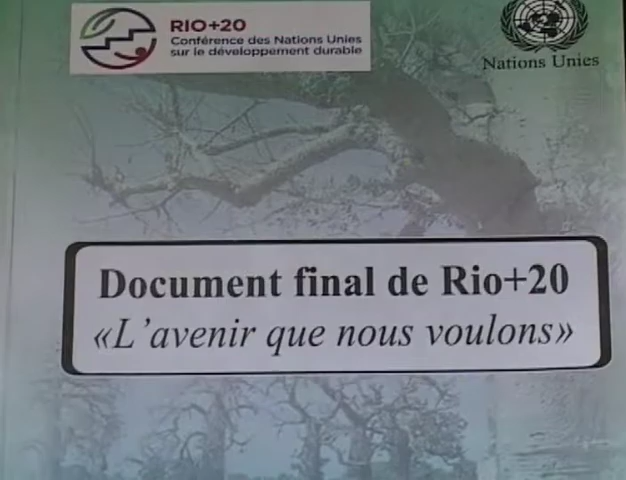 RIO+20
Conférence des Nations Unies
sur le développement durable
Nations Unies
Document final de Rio+20
«L'avenir que nous voulons»